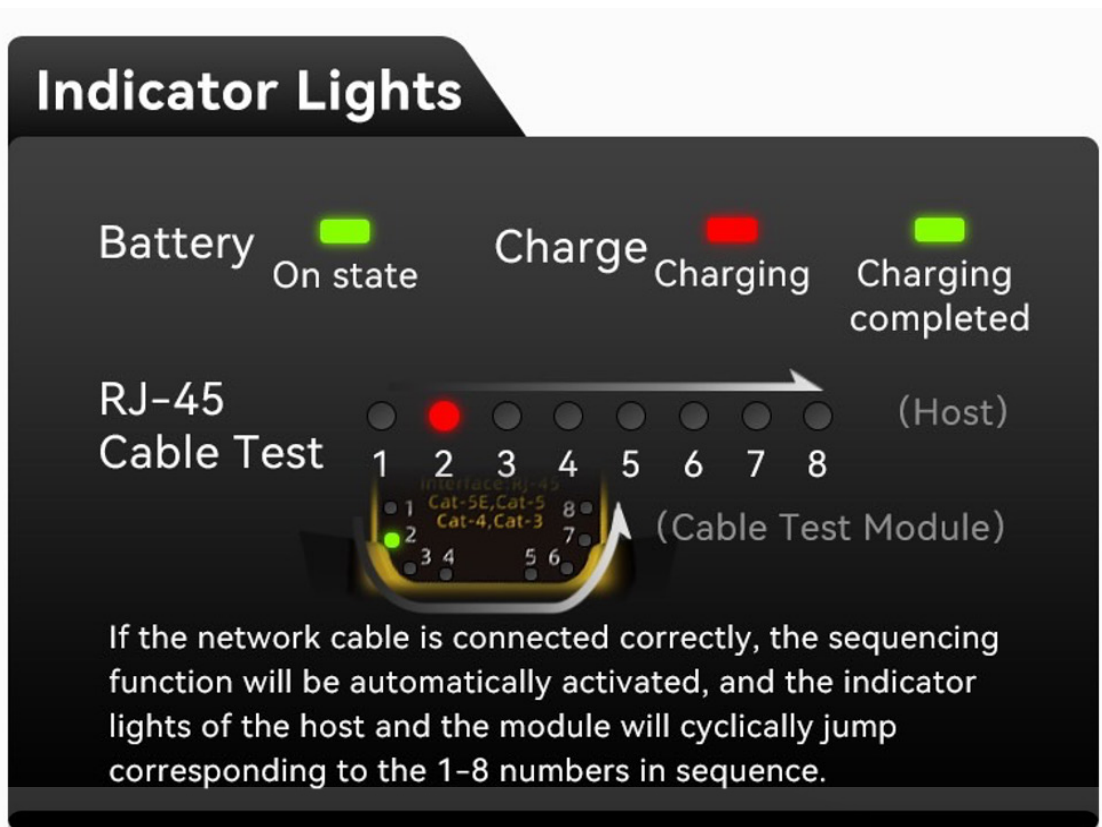 Indicator Lights
Battery
On state
Charge
Charging
Charging
completed
RJ-45
Cable Test
(Host)
1 2 3 4 5 6 7 8
Interface:RJ-45
Cat-5E,Cat-5
Cat-4,Cat-3
1 2 3 4 5 6 7 8
(Cable Test Module)
If the network cable is connected correctly, the sequencing
function will be automatically activated, and the indicator
lights of the host and the module will cyclically jump
corresponding to the 1-8 numbers in sequence.